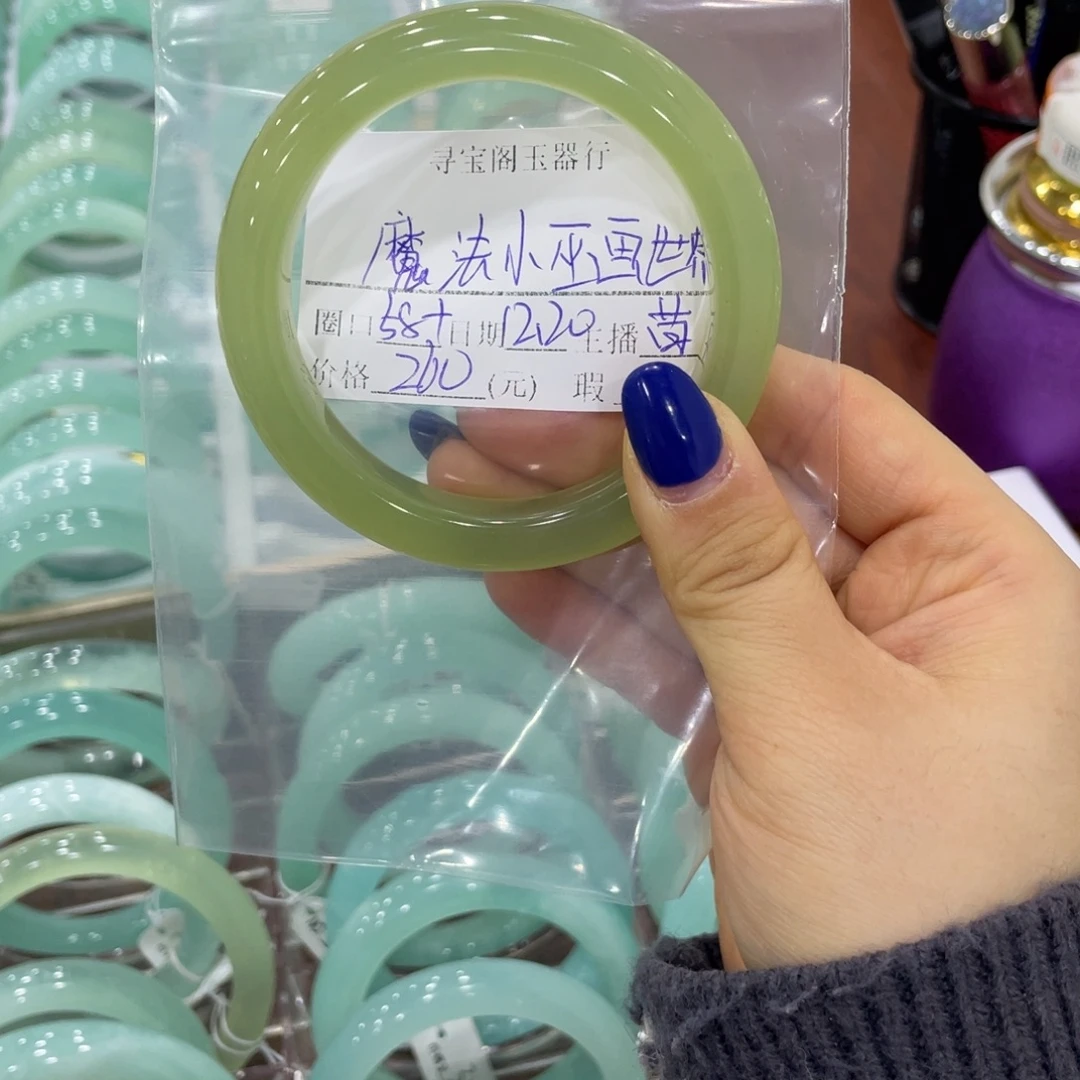 寻宝阁玉器行
魔法小巫画世界
圈口58+日期12.20主播茵
价格200(元) 瑕